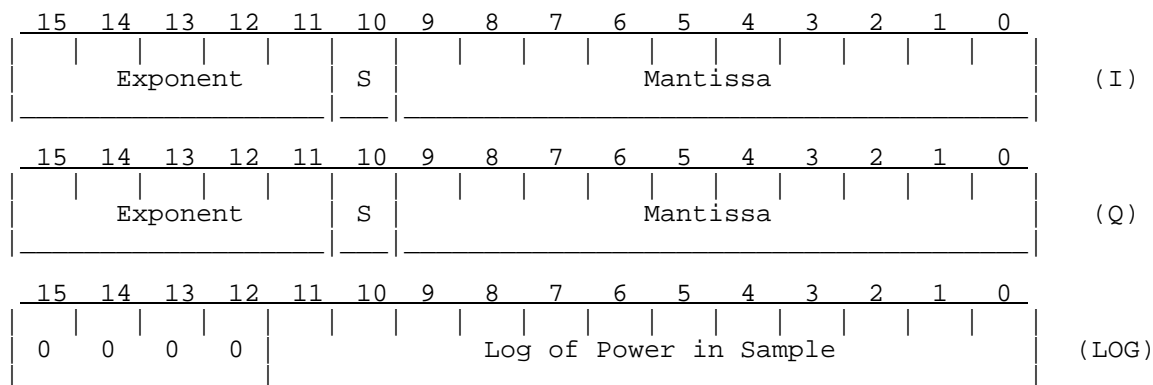 15 14 13 12 11 10 9 8 7 6 5 4 3 2 1 0
Exponent S Mantissa (I)
15 14 13 12 11 10 9 8 7 6 5 4 3 2 1 0
Exponent S Mantissa (Q)
15 14 13 12 11 10 9 8 7 6 5 4 3 2 1 0
0 0 0 0 Log of Power in Sample (LOG)